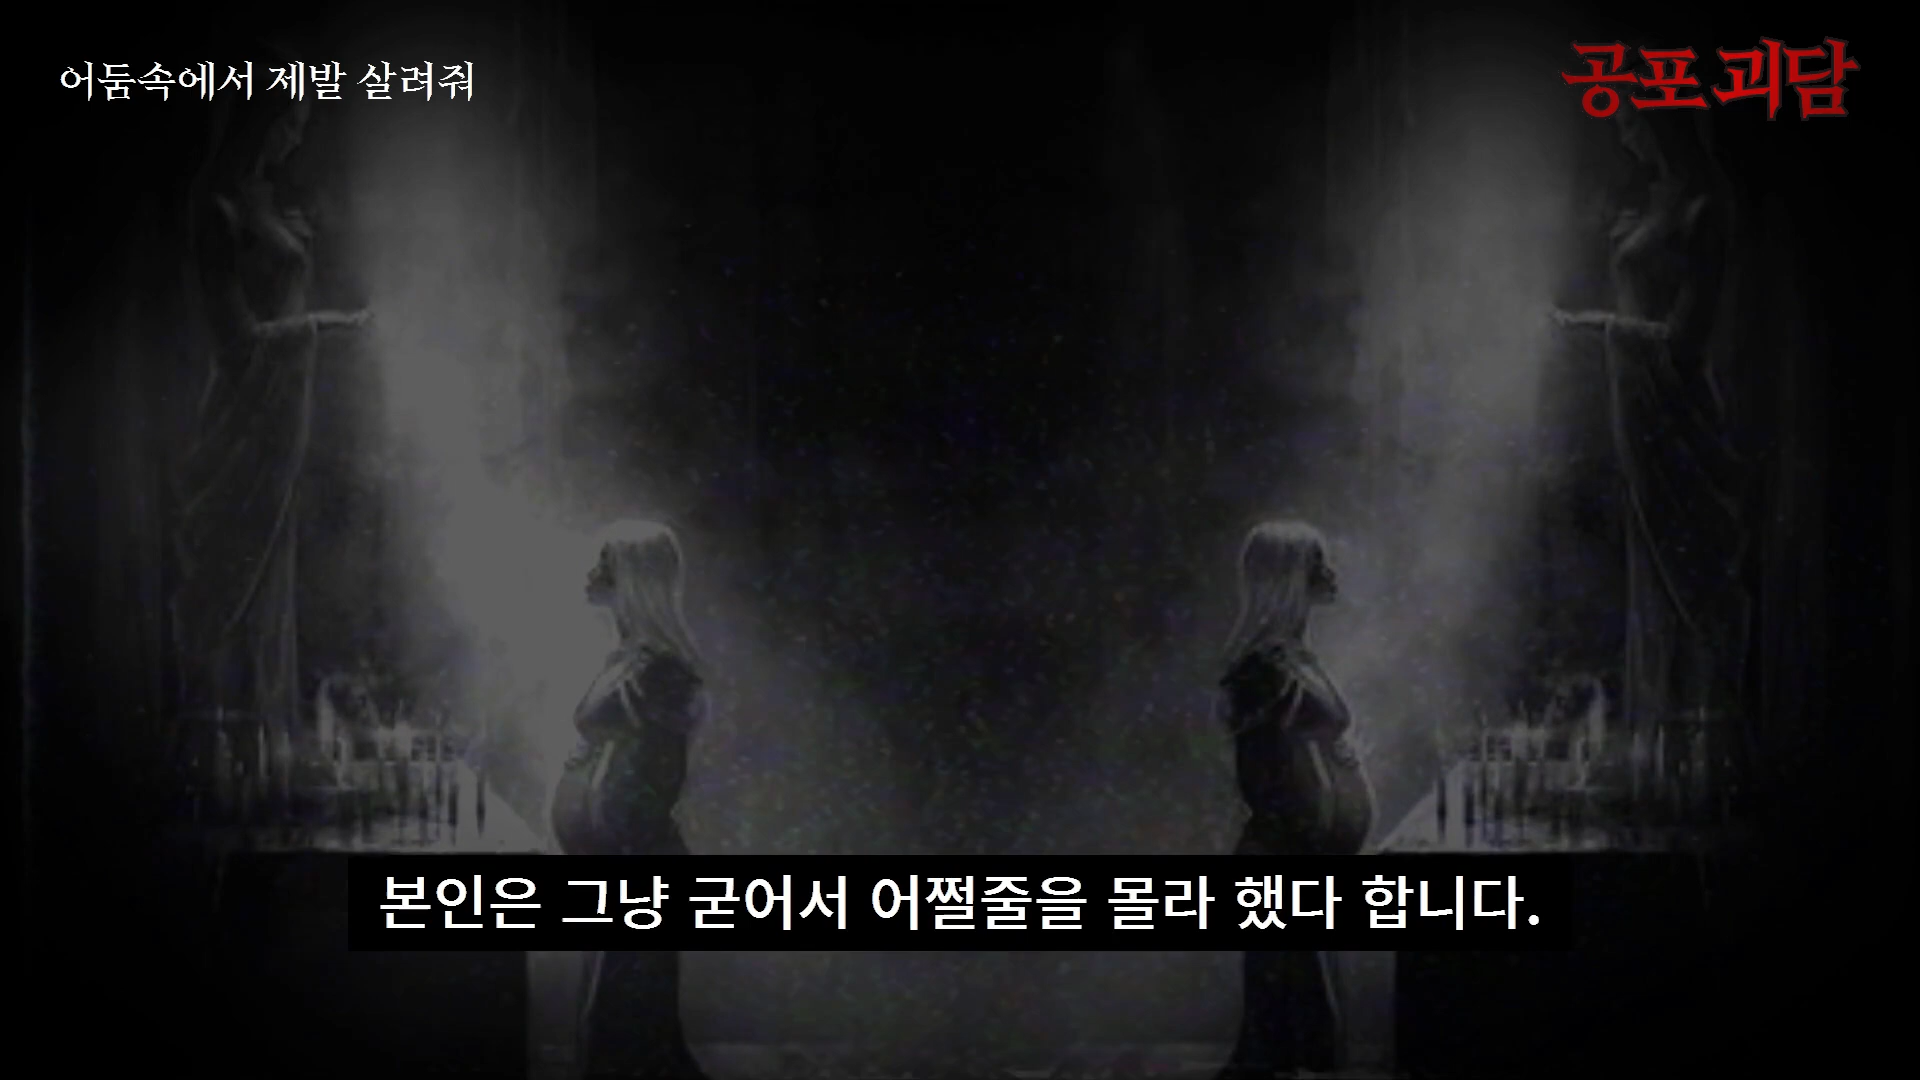 어둠속에서 제발 살려줘
공포괴담
본인은 그냥 굳어서 어쩔줄을 몰라 했다 합니다.